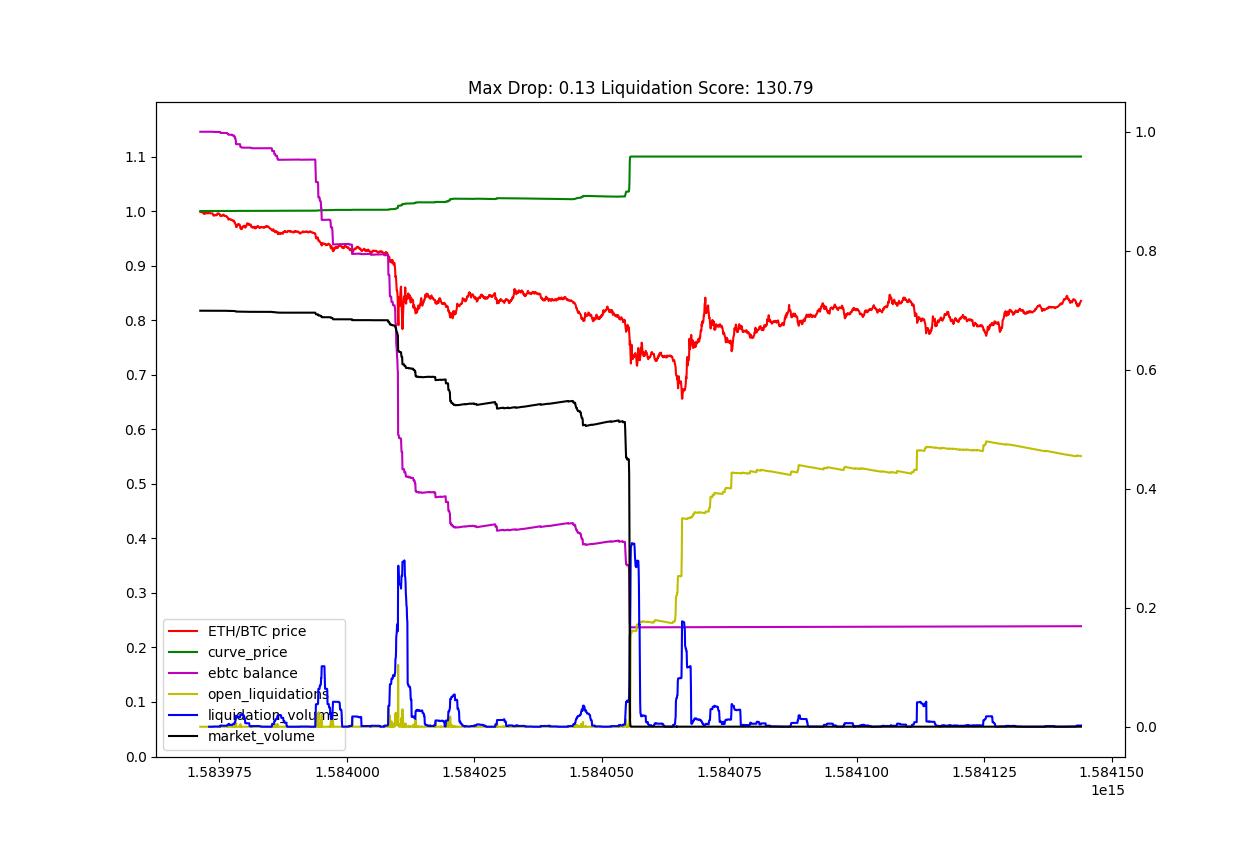 Max Drop: 0.13 Liquidation Score: 130.79
1.1
1.0
0.9
0.8
0.7
0.6
0.5
0.4
0.3
0.2
0.1
0.0
1.0
0.8
0.6
0.4
0.2
0.0
ETH/BTC price
curve_price
ebtc balance
open_liquidations
liquidation_volume
market_volume
1.583975 1.584000 1.584025 1.584050 1.584075 1.584100 1.584125 1.584150
1e15